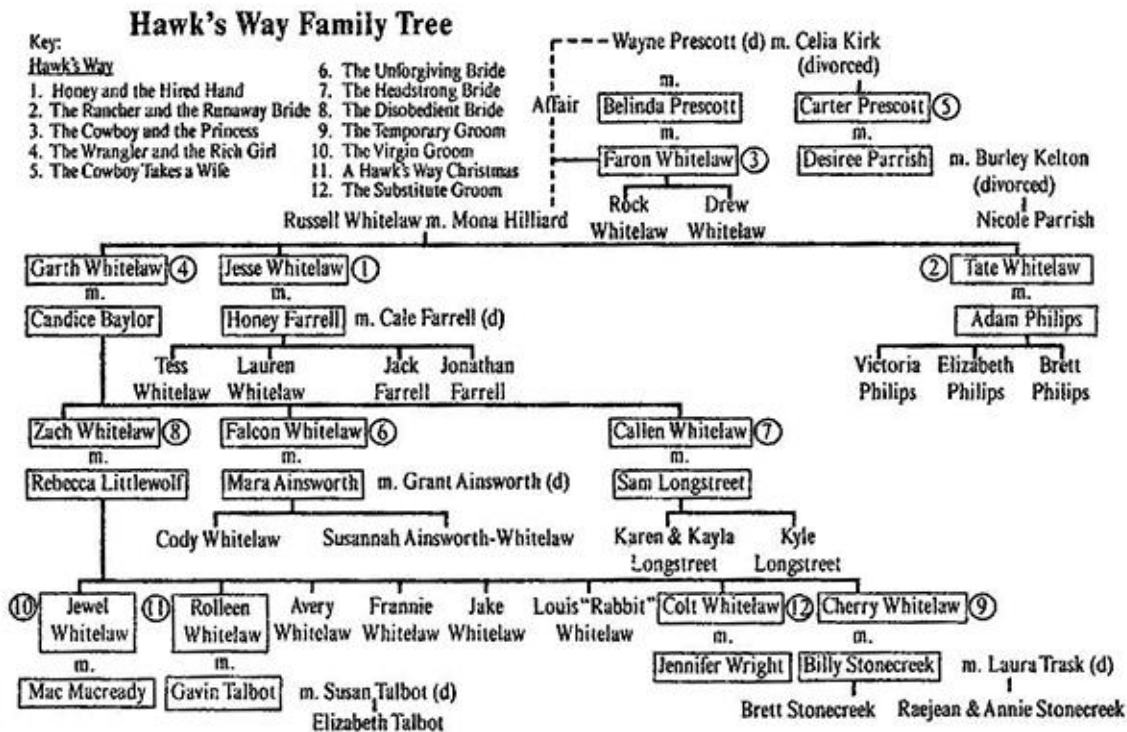 Hawk's Way Family Tree
Key:
Hawk's Way
1. Honey and the Hired Hand
2. The Rancher and the Runaway Bride
3. The Cowboy and the Princess
4. The Wrangler and the Rich Girl
5. The Cowboy Takes a Wife
6. The Unforgiving Bride
7. The Headstrong Bride
8. The Disobedient Bride
9. The Temporary Groom
10. The Virgin Groom
11. A Hawk's Way Christmas
12. The Substitute Groom
Wayne Prescott (d) m. Celia Kirk
(divorced)
m.
Affair
Belinda Prescott
Carter Prescott 5
m.
m.
Faron Whitelaw 3
Desiree Parrish m. Burley Kelton
(divorced)
Rock Whitelaw
Drew Whitelaw
Nicole Parrish
Russell Whitelaw m. Mona Hilliard
Garth Whitelaw 4
Jesse Whitelaw 1
2 Tate Whitelaw
m.
m.
m.
Candice Baylor
Honey Farrell m. Cale Farrell (d)
Adam Philips
Tess Whitelaw
Lauren Whitelaw
Jack Farrell
Jonathan Farrell
Victoria Philips
Elizabeth Philips
Brett Philips
Zach Whitelaw 8
Falcon Whitelaw 6
Callen Whitelaw 7
m.
m.
m.
Rebecca Littlewolf
Mara Ainsworth m. Grant Ainsworth (d)
Sam Longstreet
Cody Whitelaw
Susannah Ainsworth-Whitelaw
Karen & Kayla Longstreet
Kyle Longstreet
10 Jewel Whitelaw
11 Rolleen Whitelaw
Avery Whitelaw
Frannie Whitelaw
Jake Whitelaw
Louis "Rabbit" Whitelaw
Colt Whitelaw 12
Cherry Whitelaw 9
m.
m.
m.
m.
Mac Macready
Gavin Talbot m. Susan Talbot (d)
Elizabeth Talbot
Jennifer Wright
Billy Stonecreek m. Laura Trask (d)
Brett Stonecreek
Raejean & Annie Stonecreek